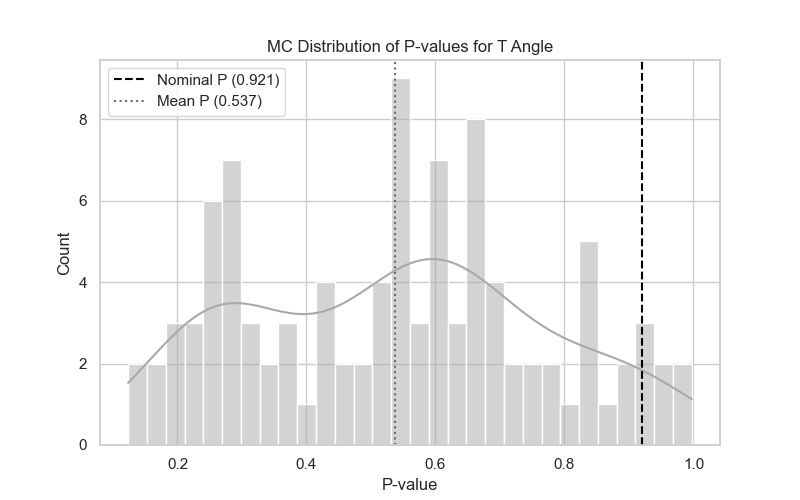 MC Distribution of P-values for T Angle
Nominal P (0.921)
Mean P (0.537)
8
6
4
2
0
Count
0.2 0.4 0.6 0.8 1.0
P-value